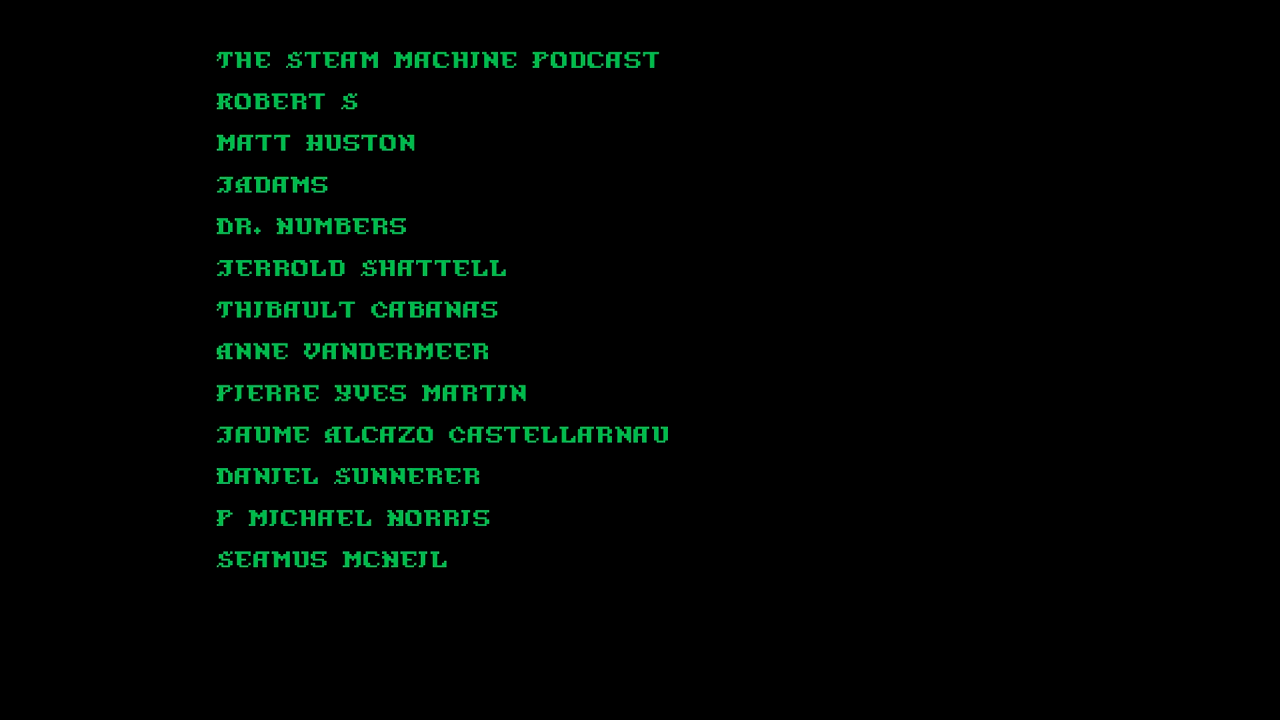 THE STEAM MACHINE PODCAST
ROBERT S
MATT HUSTON
JADAMS
DR. NUMBERS
JERROLD SHATTELL
THIBAULT CABANAS
ANNE VANDERMEER
PIERRE YVES MARTIN
JAUME ALCAZO CASTELLARNAU
DANIEL SUNNERER
P MICHAEL NORRIS
SEAMUS MCNEIL